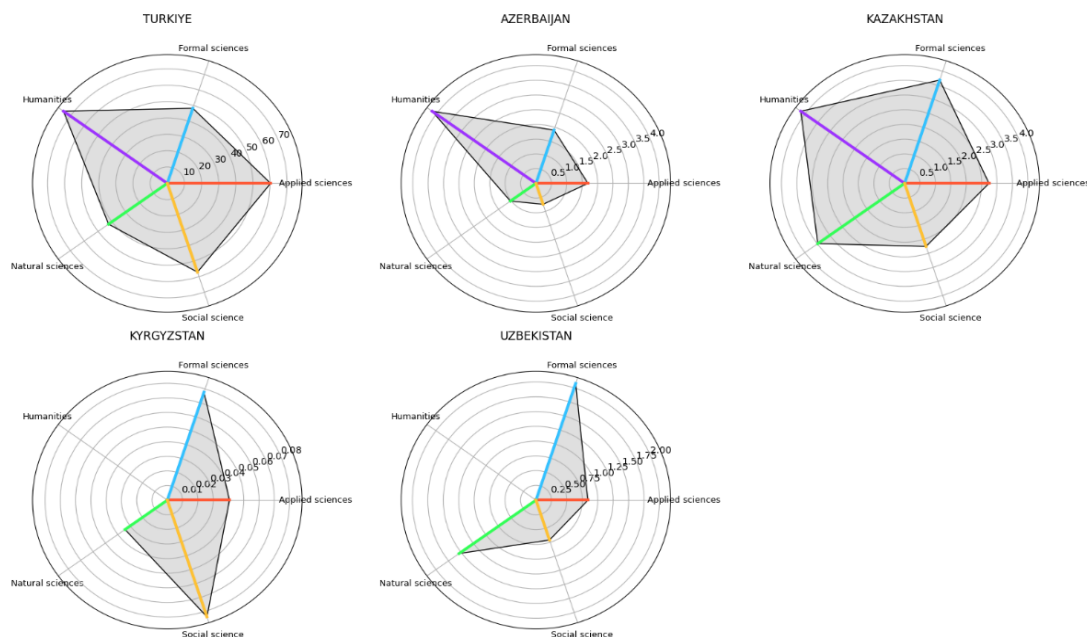 TURKIYE
Formal sciences
Humanities
10 20 30 40 50 60 70
Applied sciences
Natural sciences
Social science
AZERBAIJAN
Formal sciences
Humanities
0.5 1.0 1.5 2.0 2.5 3.0 3.5 4.0
Applied sciences
Natural sciences
Social science
KAZAKHSTAN
Formal sciences
Humanities
0.5 1.0 1.5 2.0 2.5 3.0 3.5 4.0
Applied sciences
Natural sciences
Social science
KYRGYZSTAN
Formal sciences
Humanities
0.01 0.02 0.03 0.04 0.05 0.06 0.07 0.08
Applied sciences
Natural sciences
Social science
UZBEKISTAN
Formal sciences
Humanities
0.25 0.50 0.75 1.00 1.25 1.50 1.75 2.00
Applied sciences
Natural sciences
Social science